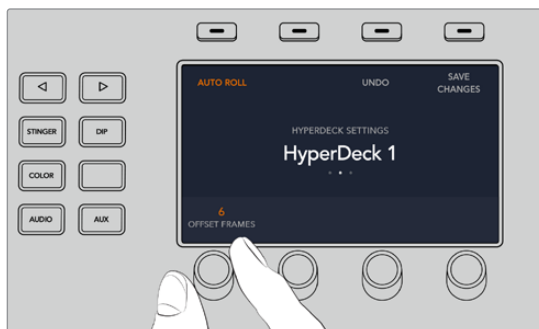 AUTO ROLL
UNDO
SAVE
CHANGES
STINGER
DIP
HYPERDECK SETTINGS
HyperDeck 1
COLOR
AUDIO
AUX
6
OFFSET FRAMES